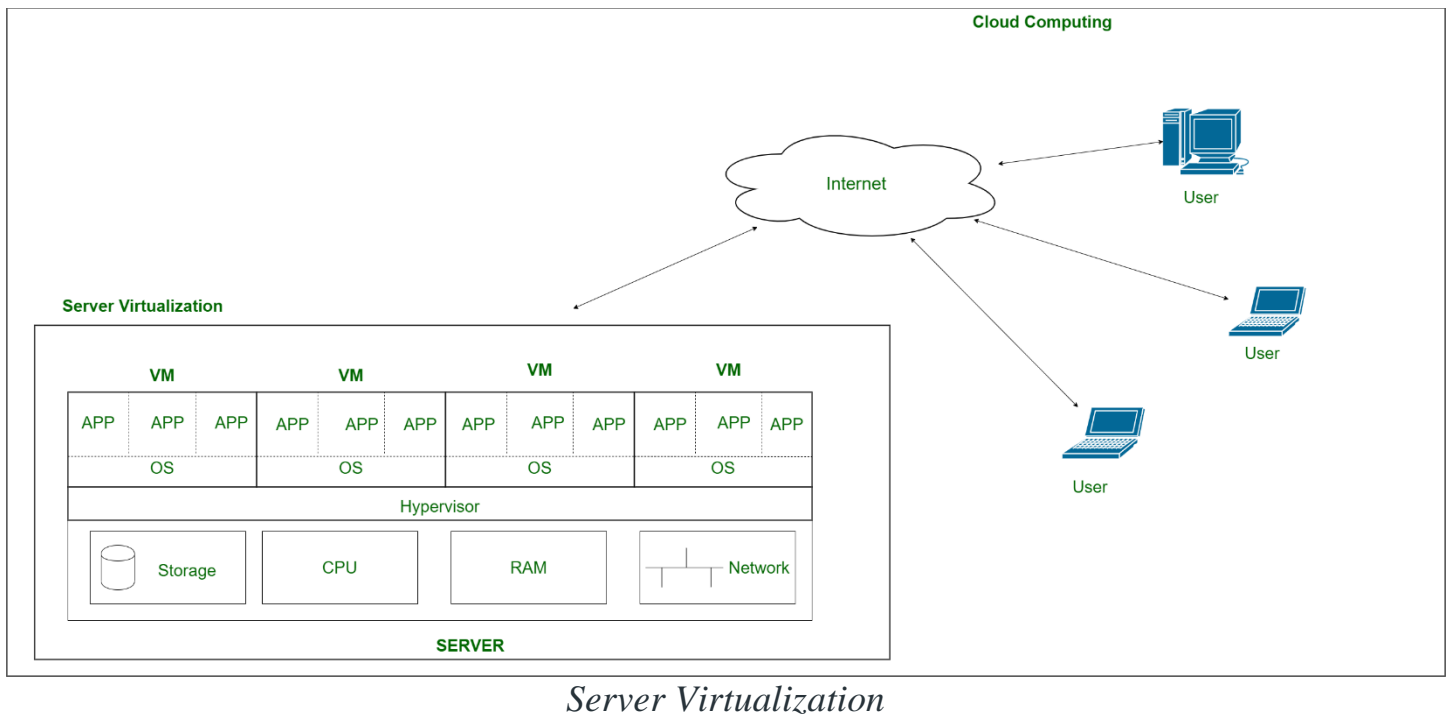 Cloud Computing
Internet
User
User
User
Server Virtualization
VM VM VM VM
APP APP APP APP APP APP APP APP APP APP APP APP
OS OS OS OS
Hypervisor
Storage CPU RAM Network
SERVER
Server Virtualization